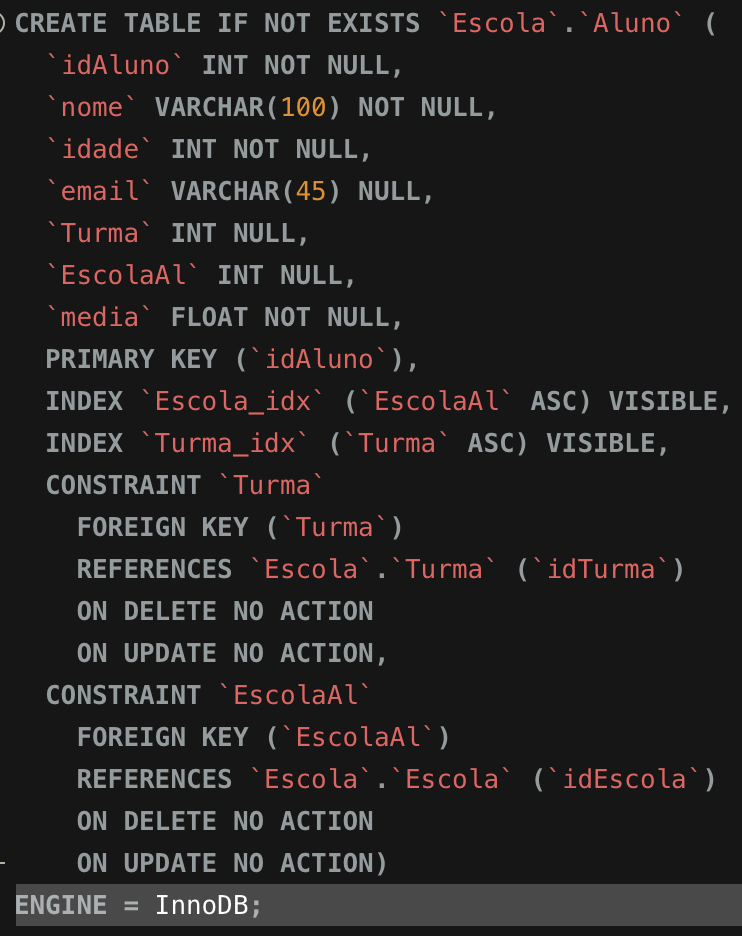 CREATE TABLE IF NOT EXISTS `Escola`.`Aluno` (
`idAluno` INT NOT NULL,
`nome` VARCHAR(100) NOT NULL,
`idade` INT NOT NULL,
`email` VARCHAR(45) NULL,
`Turma` INT NULL,
`EscolaAl` INT NULL,
`media` FLOAT NOT NULL,
PRIMARY KEY (`idAluno`),
INDEX `Escola_idx` (`EscolaAl` ASC) VISIBLE,
INDEX `Turma_idx` (`Turma` ASC) VISIBLE,
CONSTRAINT `Turma`
FOREIGN KEY (`Turma`)
REFERENCES `Escola`.`Turma` (`idTurma`)
ON DELETE NO ACTION
ON UPDATE NO ACTION,
CONSTRAINT `EscolaAl`
FOREIGN KEY (`EscolaAl`)
REFERENCES `Escola`.`Escola` (`idEscola`)
ON DELETE NO ACTION
ON UPDATE NO ACTION)
ENGINE = InnoDB;